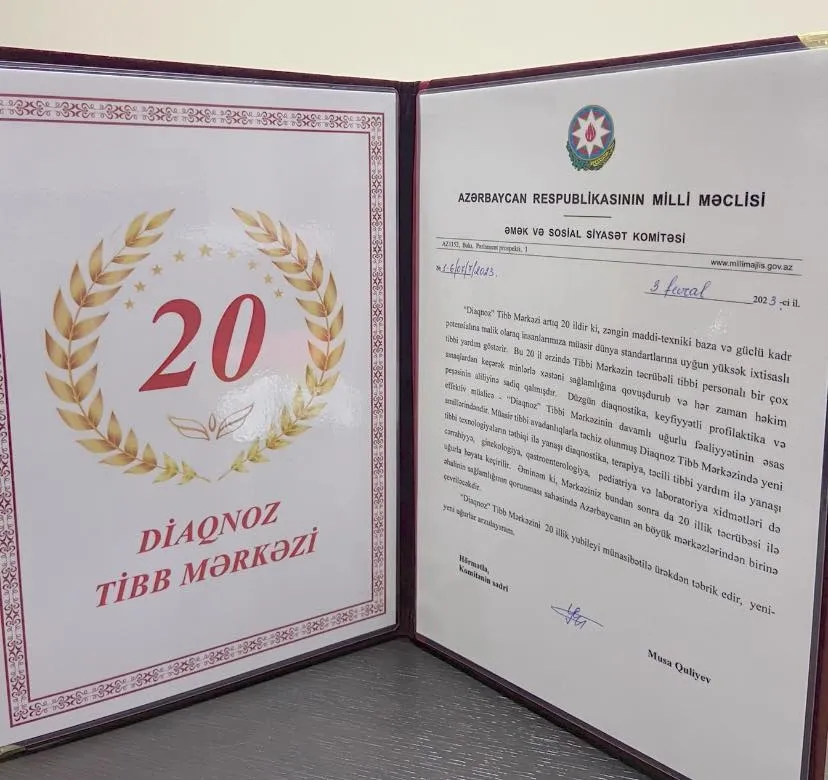 20
DİAQNOZ
TİBB MƏRKƏZİ
AZƏRBAYCAN RESPUBLİKASININ MİLLİ MƏCLİSİ
ƏMƏK VƏ SOSİAL SİYASƏT KOMİTƏSİ
AZ1152, Bakı, Parlament prospekti, 1
www.millimajlis.gov.az
3 fevral 2023.-ci il.
"Diaqnoz" Tibb Mərkəzi artıq 20 ildir ki, zəngin maddi-texniki baza və güclü kadr
potensialına malik olaraq insanlarımıza müasir dünya standartlarına uyğun yüksək ixtisaslı
tibbi yardım göstərir. Bu 20 il ərzində Tibb Mərkəzin təcrübəli tibbi personalı bir çox
sınaqlardan keçərək minlərlə xəstəni sağlamlığına qovuşdurub və hər zaman həkim
peşəsinin aliliyinə sadiq qalmışdır. Düzgün diaqnostika, keyfiyyətli profilaktika və
effektiv müalicə - "Diaqnoz" Tibb Mərkəzinin davamlı uğurlu fəaliyyətinin əsas
amillərindəndir. Müasir tibbi avadanlıqlarla təchiz olunmuş Diaqnoz Tibb Mərkəzində yeni
tibbi texnologiyaların tətbiqi ilə yanaşı diaqnostika, terapiya, təcili tibbi yardım ilə yanaşı
cərrahiyyə, ginekologiya, qastroenterologiya, pediatriya və laboratoriya xidmətləri də
uğurla həyata keçirilir. Əminəm ki, Mərkəziniz bundan sonra da 20 illik təcrübəsi ilə
əhalinin sağlamlığının qorunması sahəsində Azərbaycanın ən böyük mərkəzlərindən birinə
çevriləcəkdir.
"Diaqnoz" Tibb Mərkəzini 20 illik yubileyi münasibətilə ürəkdən təbrik edir, yeni-
yeni uğurlar arzulayıram.
Hörmətlə,
Komitənin sədri
Musa Quliyev